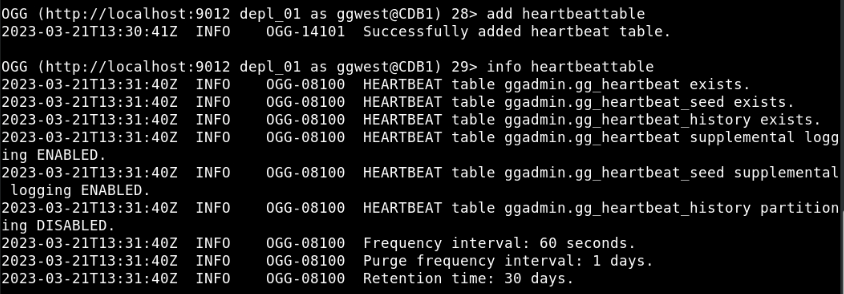 OGG (http://localhost:9012 depl_01 as ggwest@CDB1) 28> add heartbeattable
2023-03-21T13:30:41Z  INFO    OGG-14101  Successfully added heartbeat table.
OGG (http://localhost:9012 depl_01 as ggwest@CDB1) 29> info heartbeattable
2023-03-21T13:31:40Z  INFO    OGG-08100  HEARTBEAT table ggadmin.gg_heartbeat exists.
2023-03-21T13:31:40Z  INFO    OGG-08100  HEARTBEAT table ggadmin.gg_heartbeat_seed exists.
2023-03-21T13:31:40Z  INFO    OGG-08100  HEARTBEAT table ggadmin.gg_heartbeat_history exists.
2023-03-21T13:31:40Z  INFO    OGG-08100  HEARTBEAT table ggadmin.gg_heartbeat supplemental logg
ing ENABLED.
2023-03-21T13:31:40Z  INFO    OGG-08100  HEARTBEAT table ggadmin.gg_heartbeat_seed supplemental
 logging ENABLED.
2023-03-21T13:31:40Z  INFO    OGG-08100  HEARTBEAT table ggadmin.gg_heartbeat_history partition
ing DISABLED.
2023-03-21T13:31:40Z  INFO    OGG-08100  Frequency interval: 60 seconds.
2023-03-21T13:31:40Z  INFO    OGG-08100  Purge frequency interval: 1 days.
2023-03-21T13:31:40Z  INFO    OGG-08100  Retention time: 30 days.